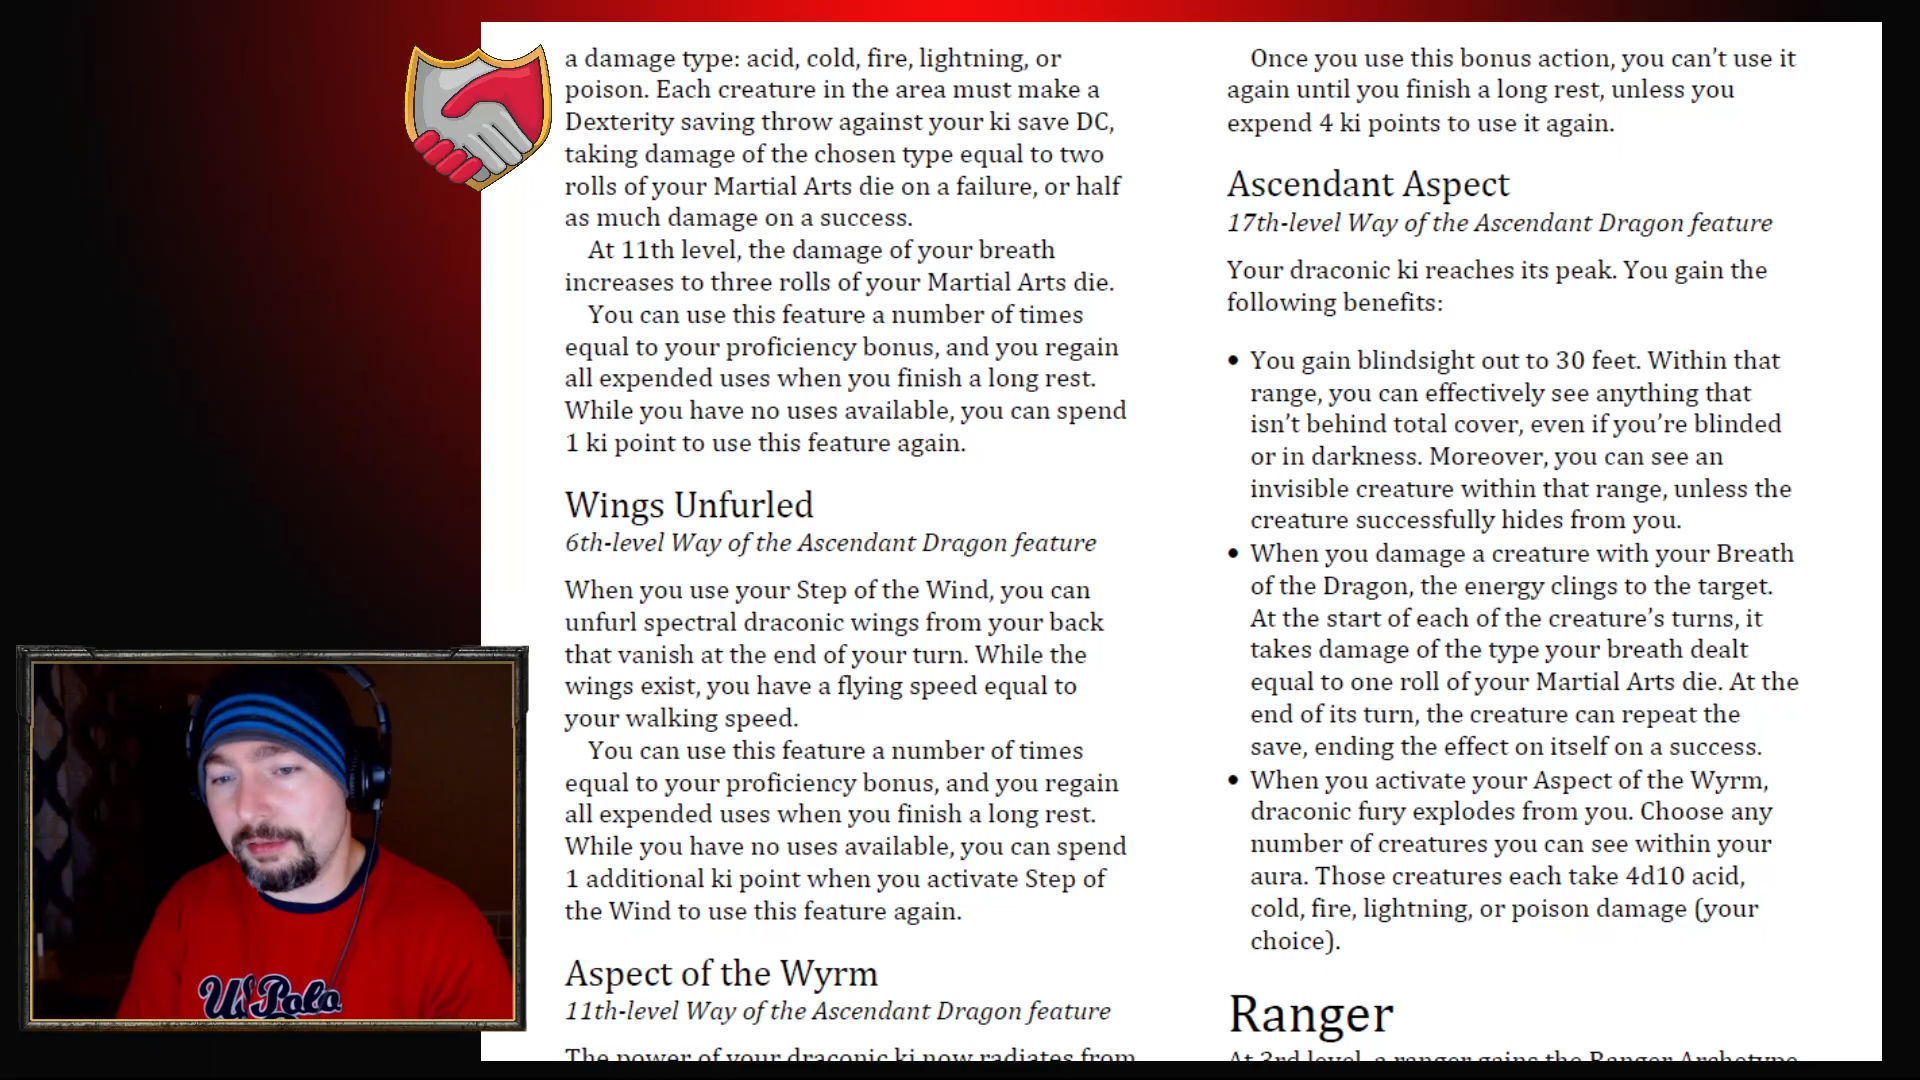 a damage type: acid, cold, fire, lightning, or
poison. Each creature in the area must make a
Dexterity saving throw against your ki save DC,
taking damage of the chosen type equal to two
rolls of your Martial Arts die on a failure, or half
as much damage on a success.
At 11th level, the damage of your breath
increases to three rolls of your Martial Arts die.
You can use this feature a number of times
equal to your proficiency bonus, and you regain
all expended uses when you finish a long rest.
While you have no uses available, you can spend
1 ki point to use this feature again.
Wings Unfurled
6th-level Way of the Ascendant Dragon feature
When you use your Step of the Wind, you can
unfurl spectral draconic wings from your back
that vanish at the end of your turn. While the
wings exist, you have a flying speed equal to
your walking speed.
You can use this feature a number of times
equal to your proficiency bonus, and you regain
all expended uses when you finish a long rest.
While you have no uses available, you can spend
1 additional ki point when you activate Step of
the Wind to use this feature again.
Aspect of the Wyrm
11th-level Way of the Ascendant Dragon feature
The power of your draconic ki now radiates from
Once you use this bonus action, you can't use it
again until you finish a long rest, unless you
expend 4 ki points to use it again.
Ascendant Aspect
17th-level Way of the Ascendant Dragon feature
Your draconic ki reaches its peak. You gain the
following benefits:
• You gain blindsight out to 30 feet. Within that
range, you can effectively see anything that
isn't behind total cover, even if you're blinded
or in darkness. Moreover, you can see an
invisible creature within that range, unless the
creature successfully hides from you.
• When you damage a creature with your Breath
of the Dragon, the energy clings to the target.
At the start of each of the creature's turns, it
takes damage of the type your breath dealt
equal to one roll of your Martial Arts die. At the
end of its turn, the creature can repeat the
save, ending the effect on itself on a success.
• When you activate your Aspect of the Wyrm,
draconic fury explodes from you. Choose any
number of creatures you can see within your
aura. Those creatures each take 4d10 acid,
cold, fire, lightning, or poison damage (your
choice).
Ranger
At 3rd level, a ranger gains the Ranger Archetype
U.S. Polo